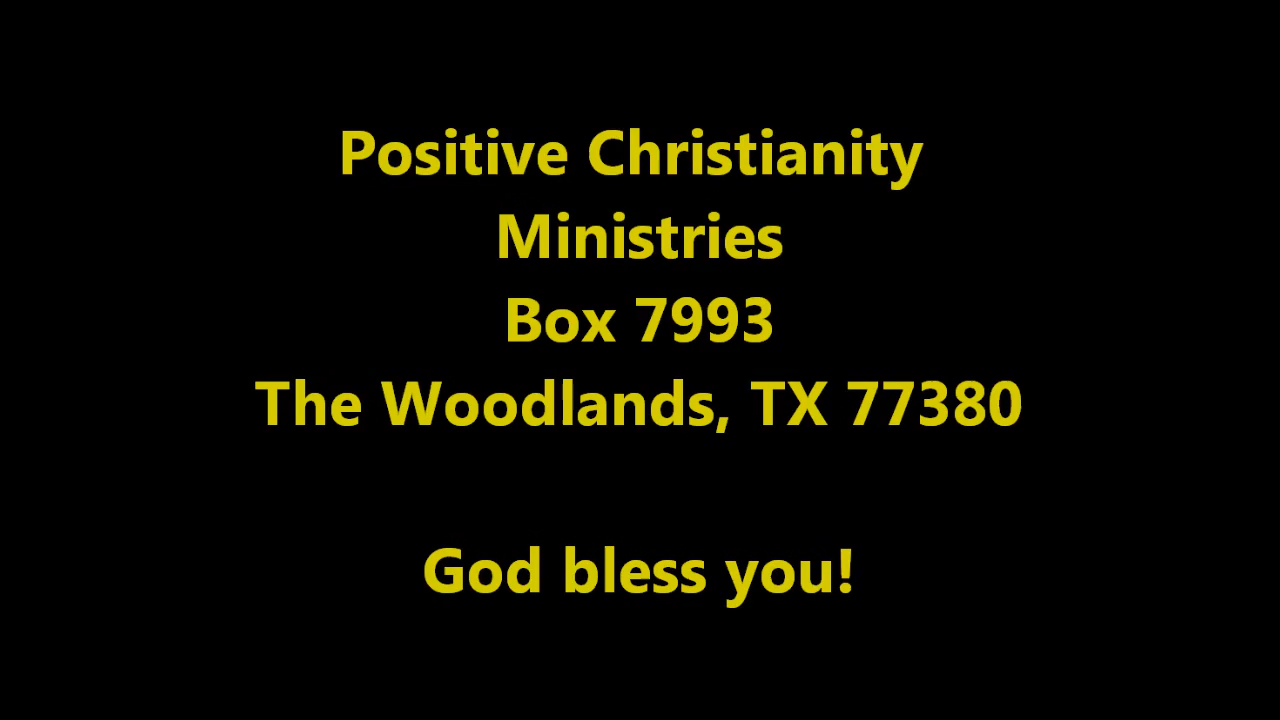 Positive Christianity
Ministries
Box 7993
The Woodlands, TX 77380
God bless you!